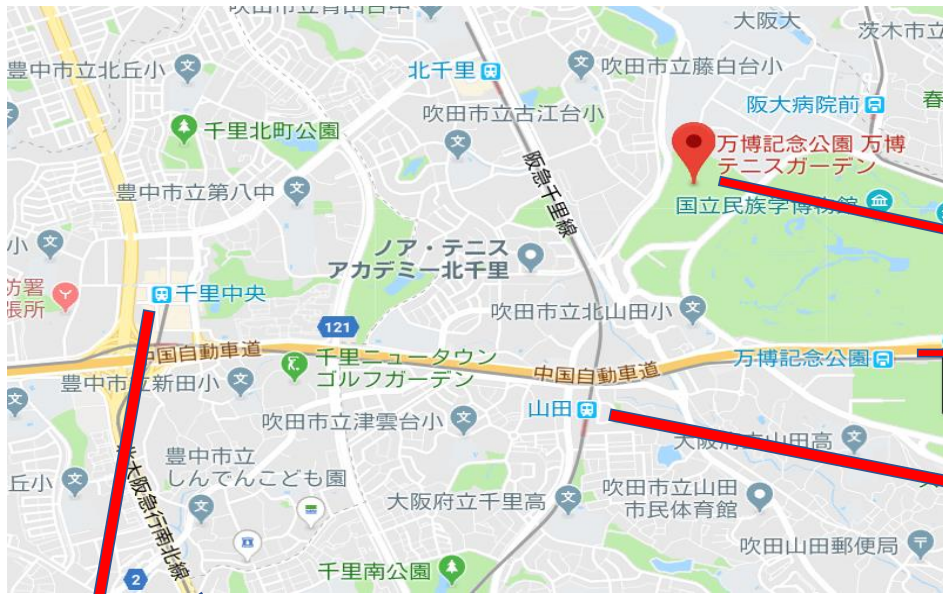 吹田市立青山台中
大阪大
茨木市立
豊中市立北丘小
北千里
吹田市立藤白台小
吹田市立古江台小
阪大病院前
春
千里北町公園
阪急千里線
万博記念公園 万博
テニスガーデン
豊中市立第八中
国立民族学博物館
小
ノア・テニス
アカデミー北千里
防署
張所
千里中央
吹田市立北山田小
121
中国自動車道
千里ニュータウン
ゴルフガーデン
万博記念公園
豊中市立新田小
中国自動車道
山田
吹田市立津雲台小
大阪府立山田高
豊中市立
しんでんこども園
丘小
大阪府立千里高
吹田市立山田
市民体育館
大阪急行南北線
吹田山田郵便局
千里南公園
2